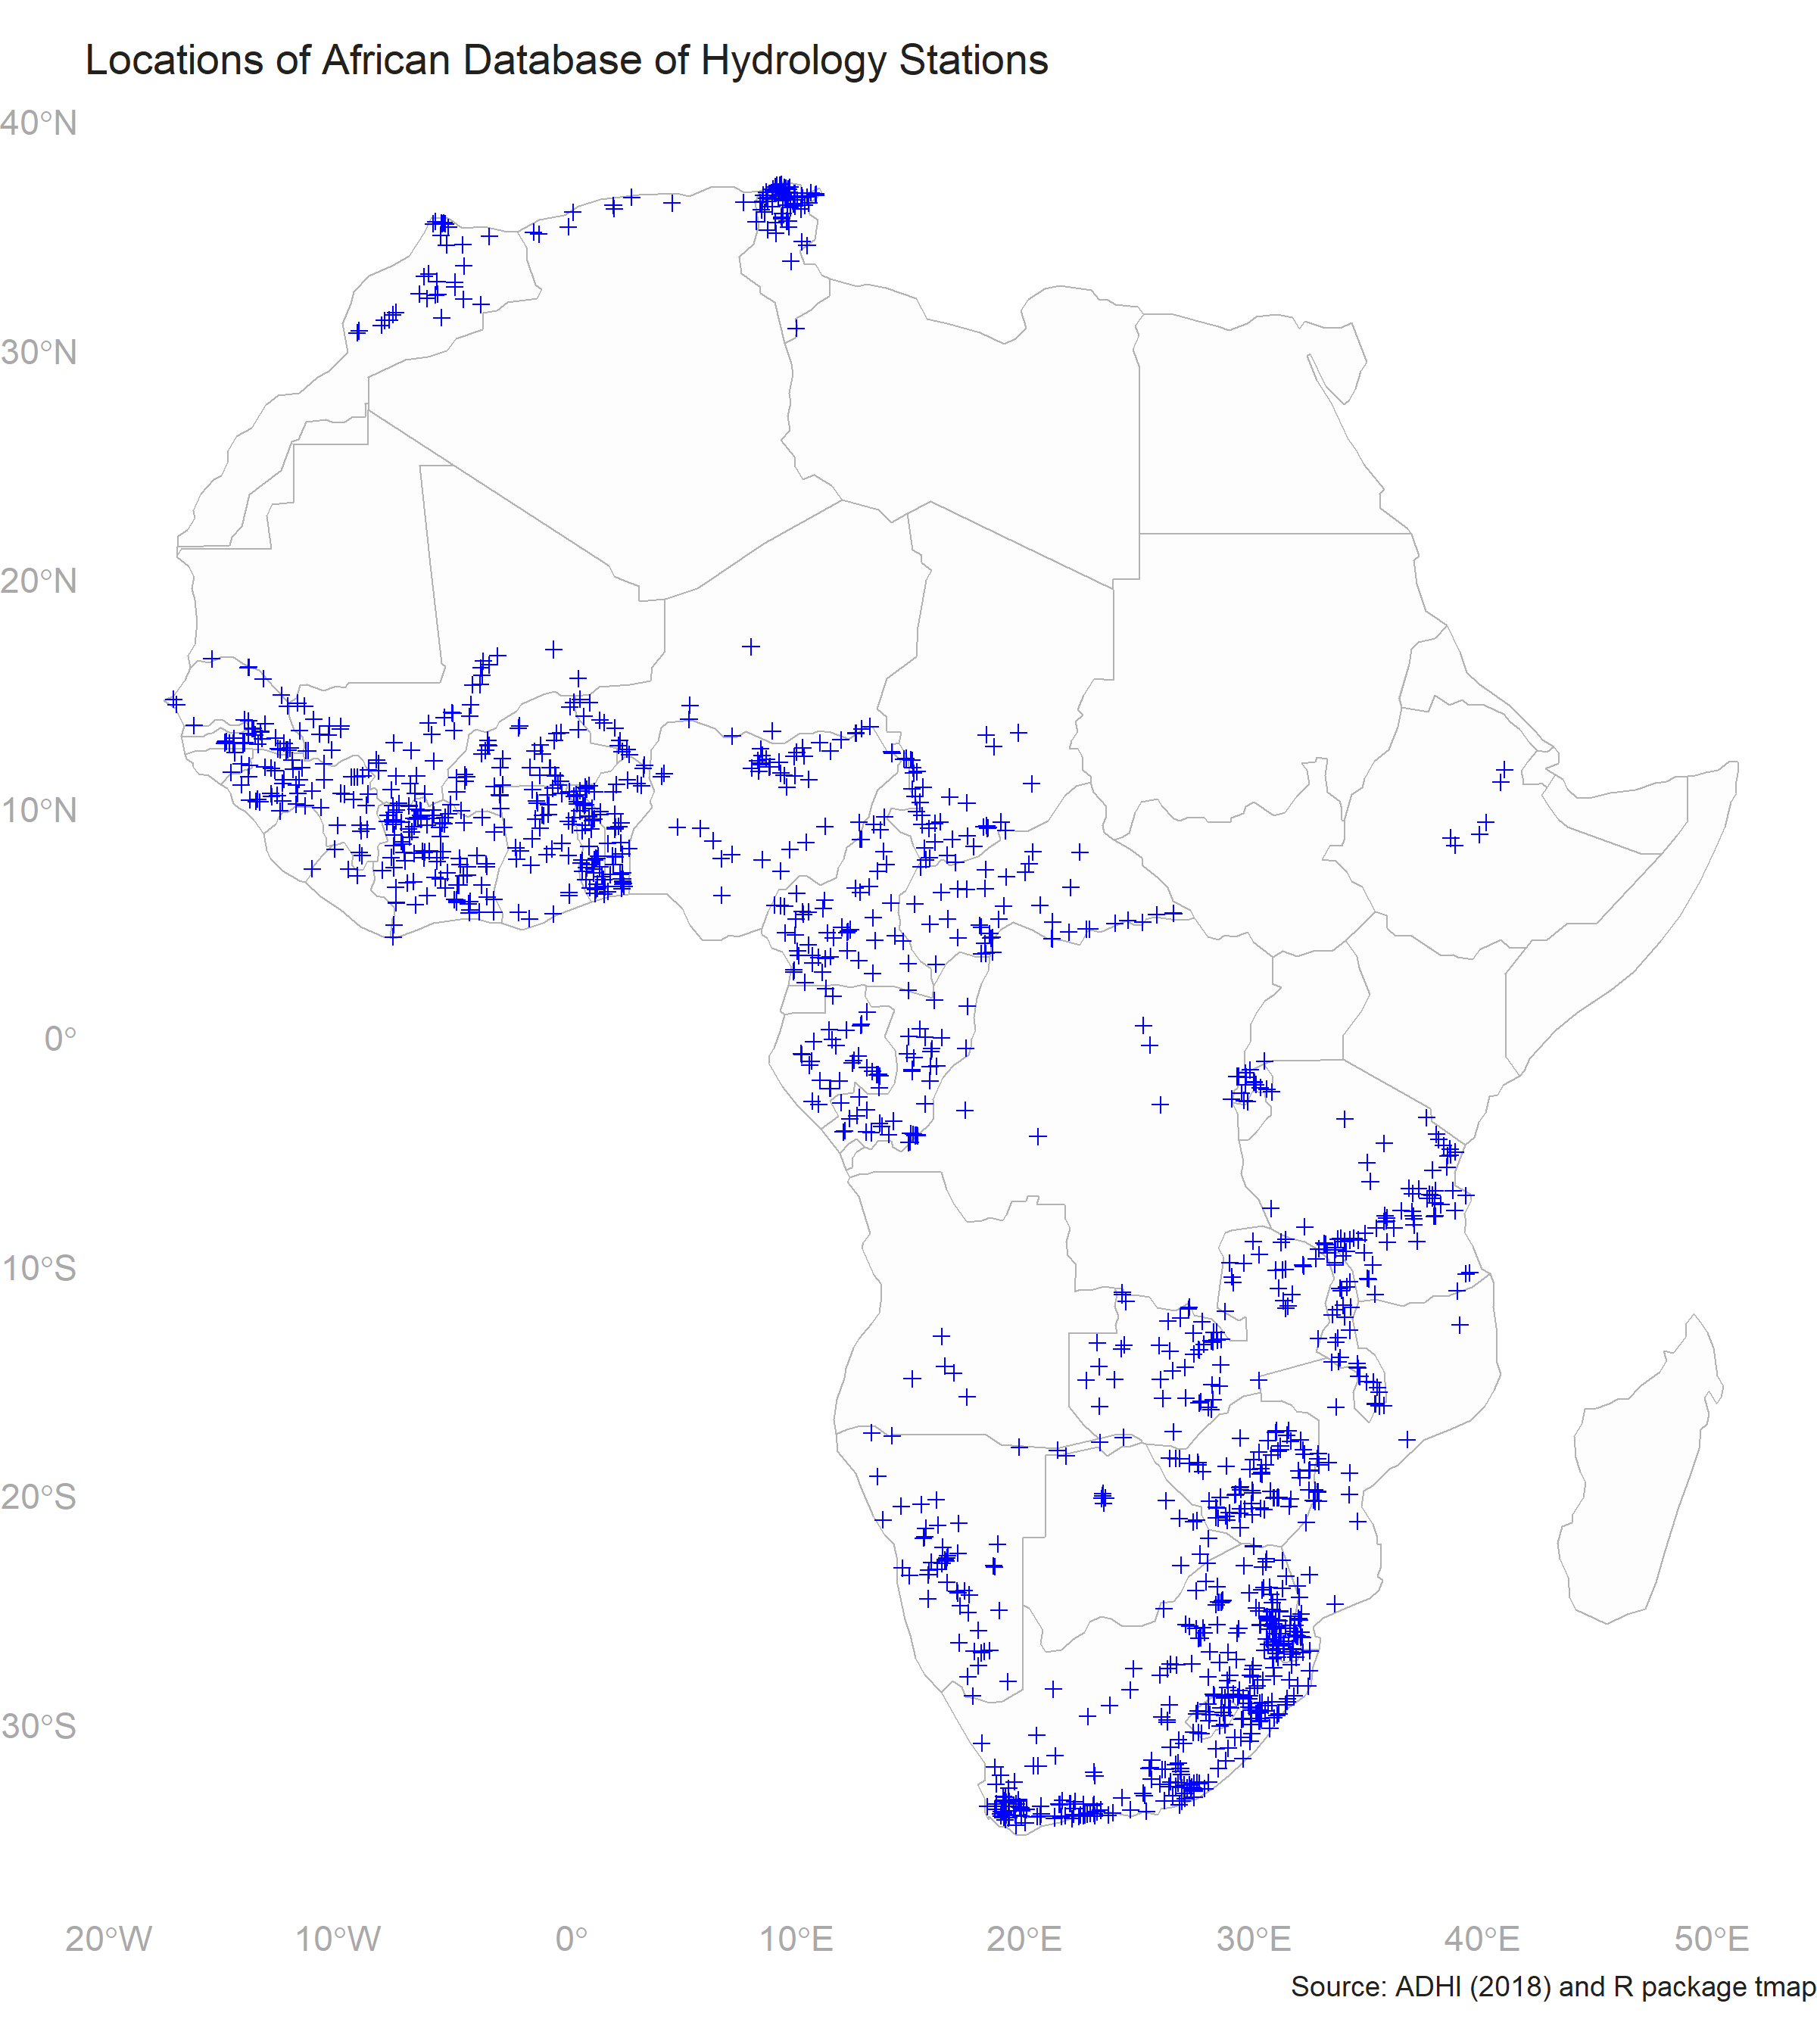 Locations of African Database of Hydrology Stations
40°N
30°N
20°N
10°N
0°
10°S
20°S
30°S
20°W 10°W 0° 10°E 20°E 30°E 40°E 50°E
Source: ADHI (2018) and R package tmap